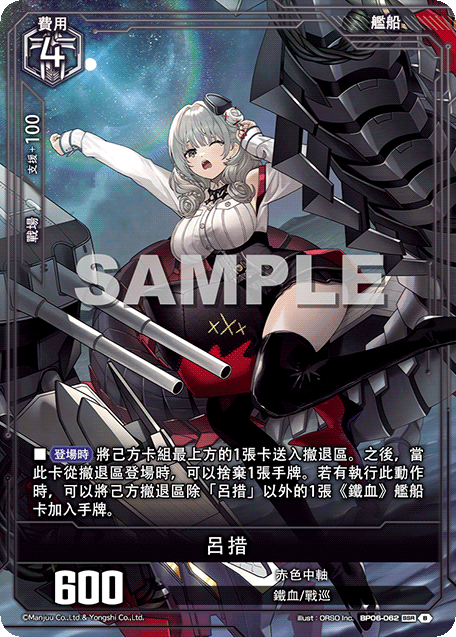 費用
4
艦船
支援+100
戰場
SAMPLE
■ 登場時 將己方卡組最上方的1張卡送入撤退區。之後,當
此卡從撤退區登場時,可以捨棄1張手牌。若有執行此動作
時,可以將己方撤退區除「呂措」以外的1張《鐵血》艦船
卡加入手牌。
呂措
600
赤色中軸
鐵血/戰巡
©Manjuu Co.,Ltd.& Yongshi Co.,Ltd.
illust : ORSO Inc. BP06-062 SSR B